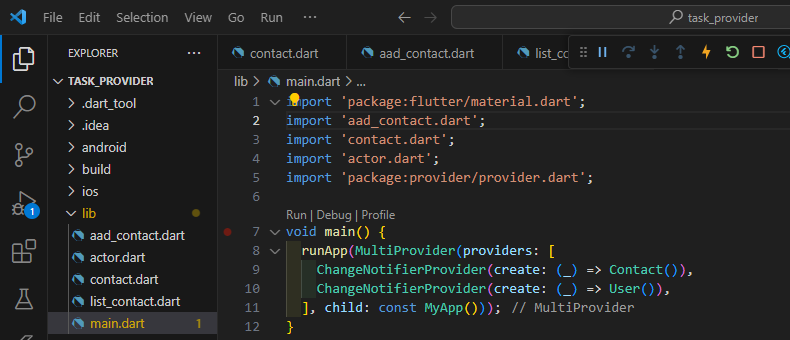 File Edit Selection View Go Run ... task_provider
EXPLORER ...
contact.dart aad_contact.dart list_co
TASK_PROVIDER
.dart_tool
.idea
android
build
ios
lib
aad_contact.dart
actor.dart
contact.dart
list_contact.dart
main.dart 1
1
lib > main.dart > ...
1 import 'package:flutter/material.dart';
2 import 'aad_contact.dart';
3 import 'contact.dart';
4 import 'actor.dart';
5 import 'package:provider/provider.dart';
6
Run | Debug | Profile
7 void main() {
8 runApp(MultiProvider(providers: [
9 ChangeNotifierProvider(create: (_) => Contact()),
10 ChangeNotifierProvider(create: (_) => User()),
11 ], child: const MyApp())); // MultiProvider
12 }